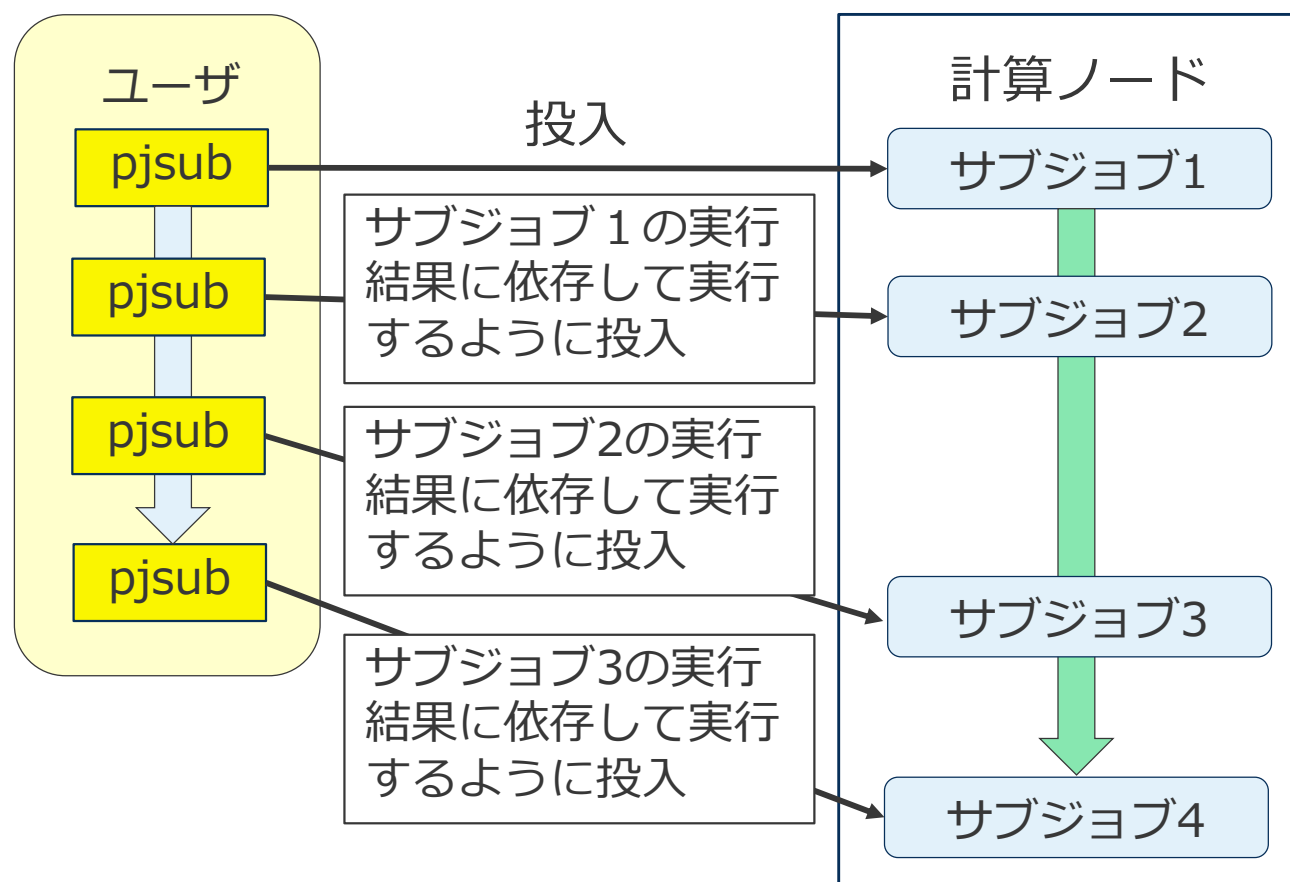 ユーザ
計算ノード
投入
pjsub
サブジョブ1
サブジョブ１の実行
結果に依存して実行
するように投入
pjsub
サブジョブ2
サブジョブ2の実行
結果に依存して実行
するように投入
pjsub
サブジョブ3
pjsub
サブジョブ3の実行
結果に依存して実行
するように投入
サブジョブ4